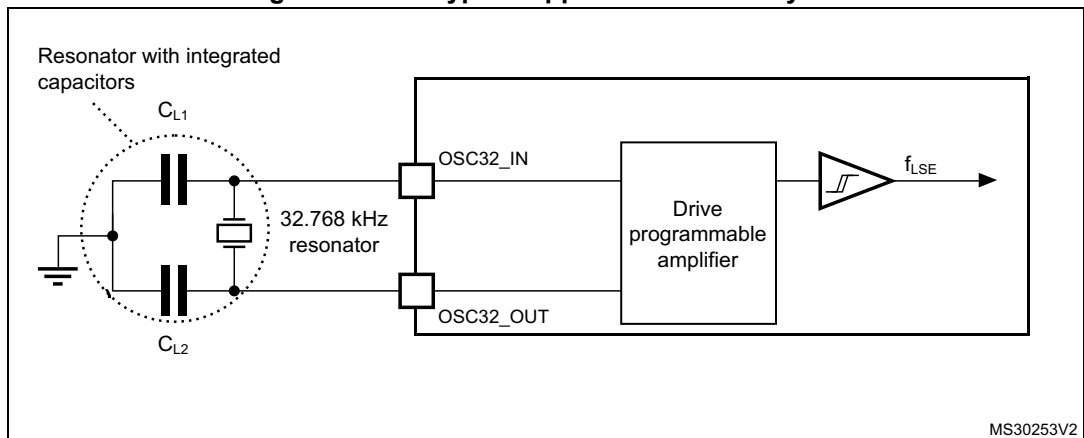 Resonator with integrated
capacitors
CL1
OSC32_IN
fLSE
32.768 kHz
resonator
Drive
programmable
amplifier
OSC32_OUT
CL2
MS30253V2